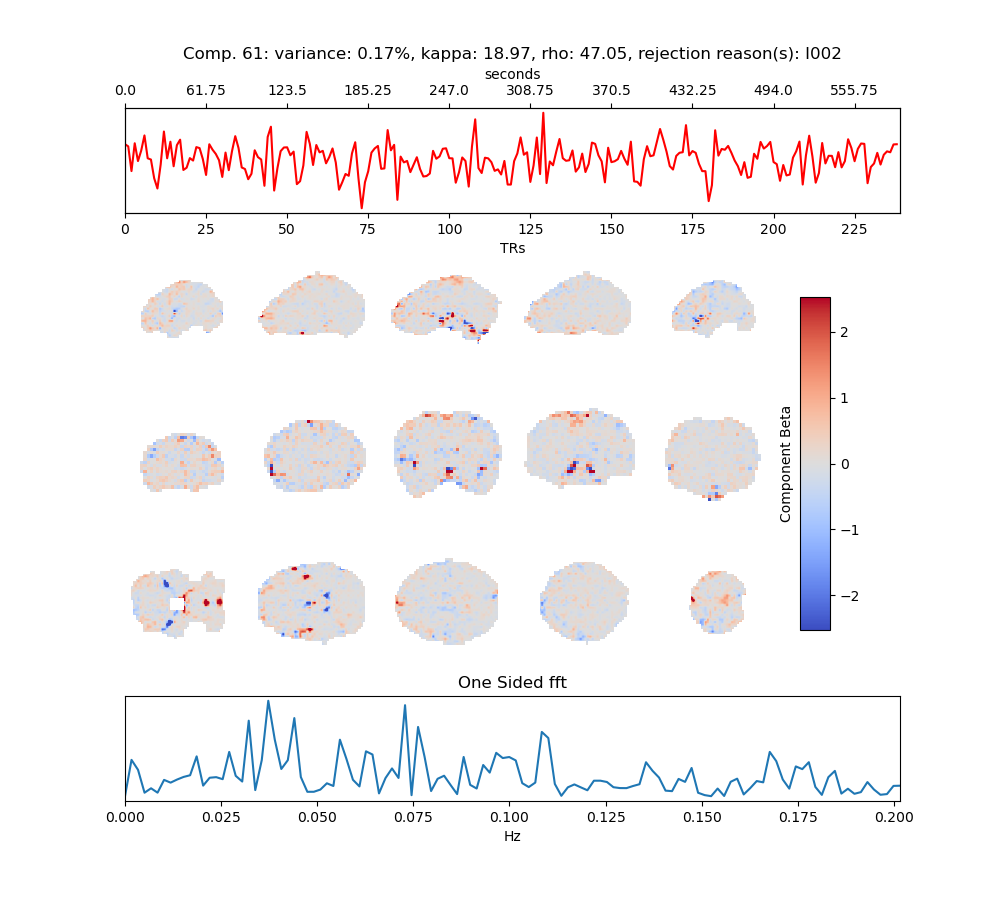 Comp. 61: variance: 0.17%, kappa: 18.97, rho: 47.05, rejection reason(s): I002
seconds
0.0 61.75 123.5 185.25 247.0 308.75 370.5 432.25 494.0 555.75
0 25 50 75 100 125 150 175 200 225
TRs
2
1
0
−1
−2
Component Beta
One Sided fft
0.000 0.025 0.050 0.075 0.100 0.125 0.150 0.175 0.200
Hz